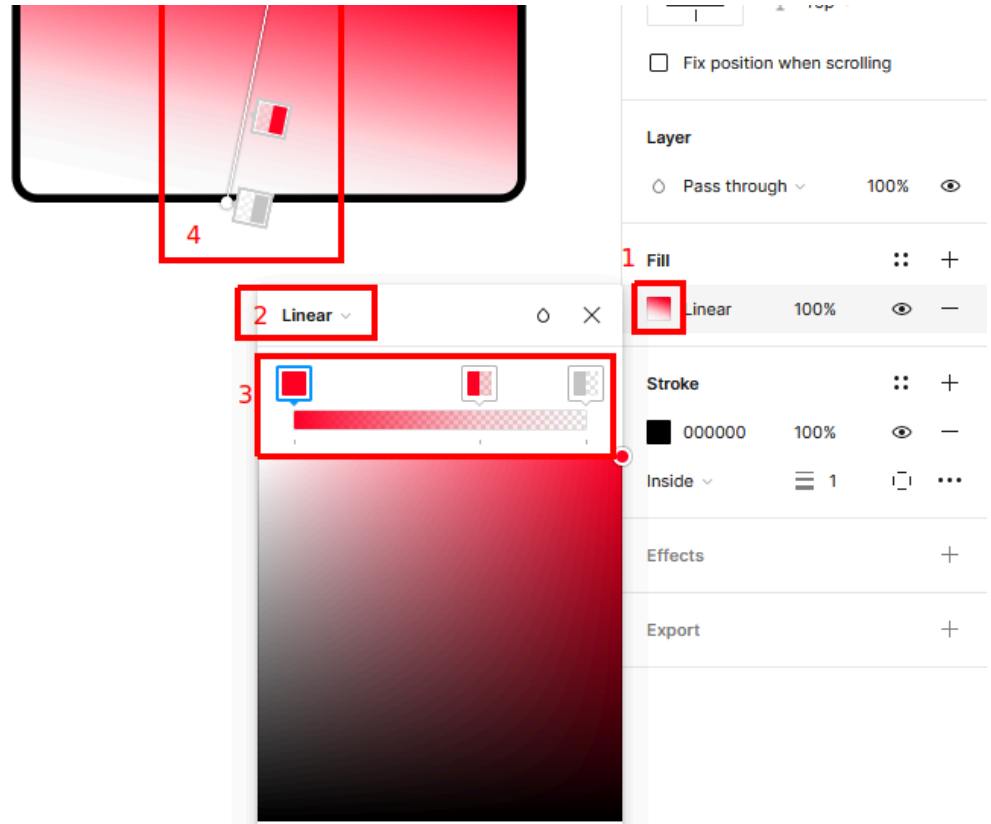 Fix position when scrolling
Layer
Pass through 100%
4
1 Fill
2 Linear
Linear 100%
3
Stroke
000000 100%
Inside 1
Effects
Export